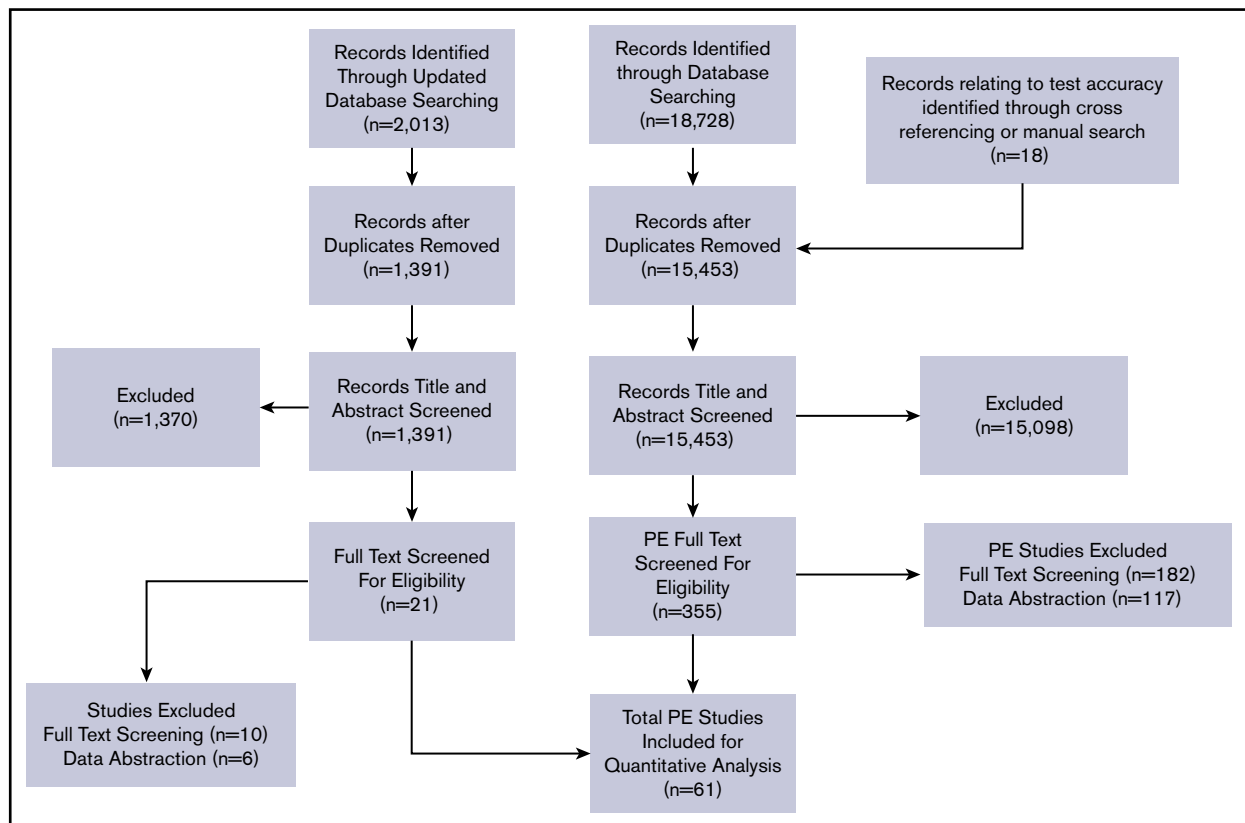 Records Identified
Through Updated
Database Searching
(n=2,013)
Records Identified
through Database
Searching
(n=18,728)
Records relating to test accuracy
identified through cross
referencing or manual search
(n=18)
Records after
Duplicates Removed
(n=1,391)
Records after
Duplicates Removed
(n=15,453)
Excluded
(n=1,370)
Records Title and
Abstract Screened
(n=1,391)
Records Title and
Abstract Screened
(n=15,453)
Excluded
(n=15,098)
Full Text Screened
For Eligibility
(n=21)
PE Full Text
Screened For
Eligibility
(n=355)
PE Studies Excluded
Full Text Screening (n=182)
Data Abstraction (n=117)
Studies Excluded
Full Text Screening (n=10)
Data Abstraction (n=6)
Total PE Studies
Included for
Quantitative Analysis
(n=61)